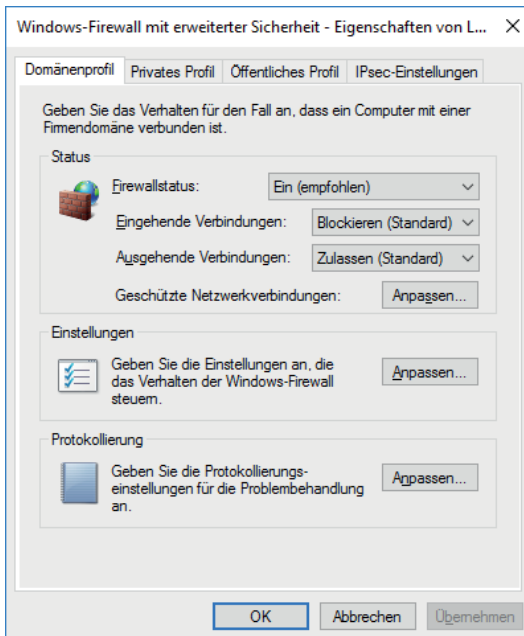 Windows-Firewall mit erweiterter Sicherheit - Eigenschaften von L...
Domänenprofil Privates Profil Öffentliches Profil IPsec-Einstellungen
Geben Sie das Verhalten für den Fall an, dass ein Computer mit einer
Firmendomäne verbunden ist.
Status
Firewallstatus: Ein (empfohlen)
Eingehende Verbindungen: Blockieren (Standard)
Ausgehende Verbindungen: Zulassen (Standard)
Geschützte Netzwerkverbindungen: Anpassen...
Einstellungen
Geben Sie die Einstellungen an, die
das Verhalten der Windows-Firewall
steuern.
Anpassen...
Protokollierung
Geben Sie die Protokollierungs-
einstellungen für die Problembehandlung
an.
Anpassen...
OK Abbrechen Übernehmen